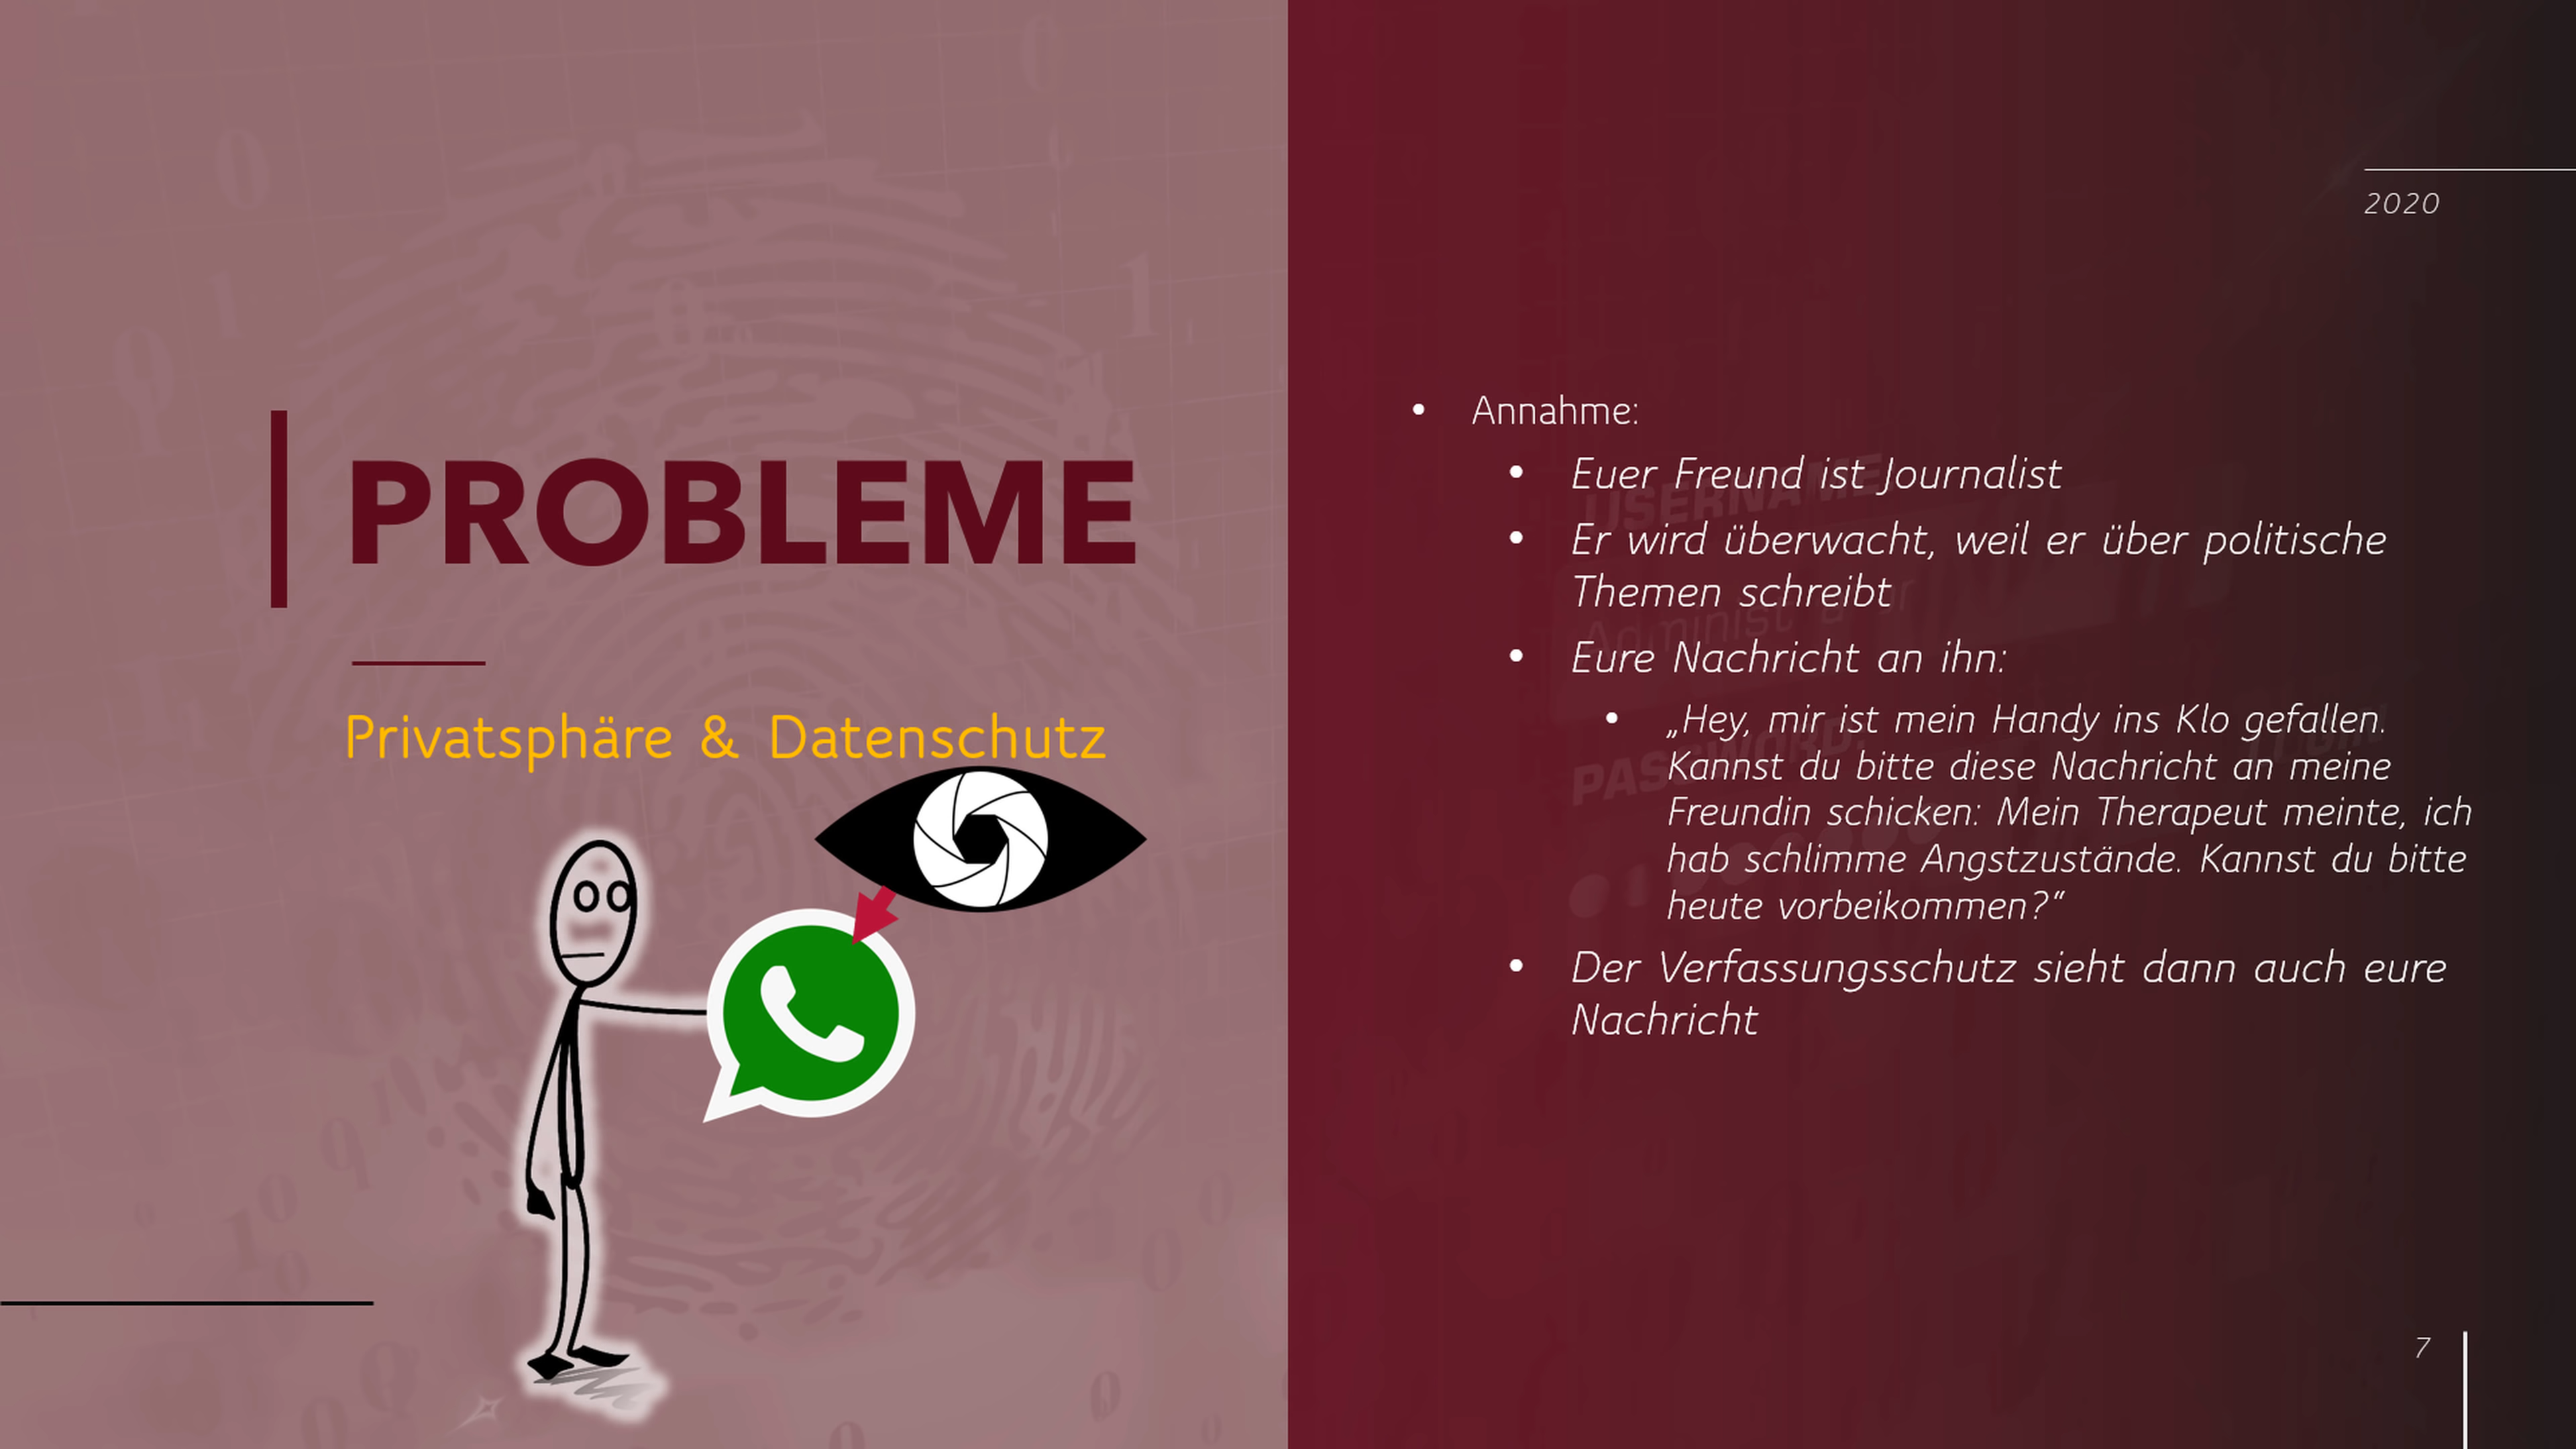 2020
PROBLEME
Privatsphäre & Datenschutz
• Annahme:
• Euer Freund ist Journalist
• Er wird überwacht, weil er über politische
Themen schreibt
• Eure Nachricht an ihn:
• „Hey, mir ist mein Handy ins Klo gefallen.
Kannst du bitte diese Nachricht an meine
Freundin schicken: Mein Therapeut meinte, ich
hab schlimme Angstzustände. Kannst du bitte
heute vorbeikommen?“
• Der Verfassungsschutz sieht dann auch eure
Nachricht
USERNAME
PASSWORD:
7